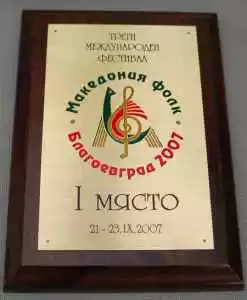 ТРЕТИ
МЕЖДУНАРОДЕН
ФЕСТИВАЛ
Македония фолк
Благоевград 2007
I място
21 - 23.IX.2007